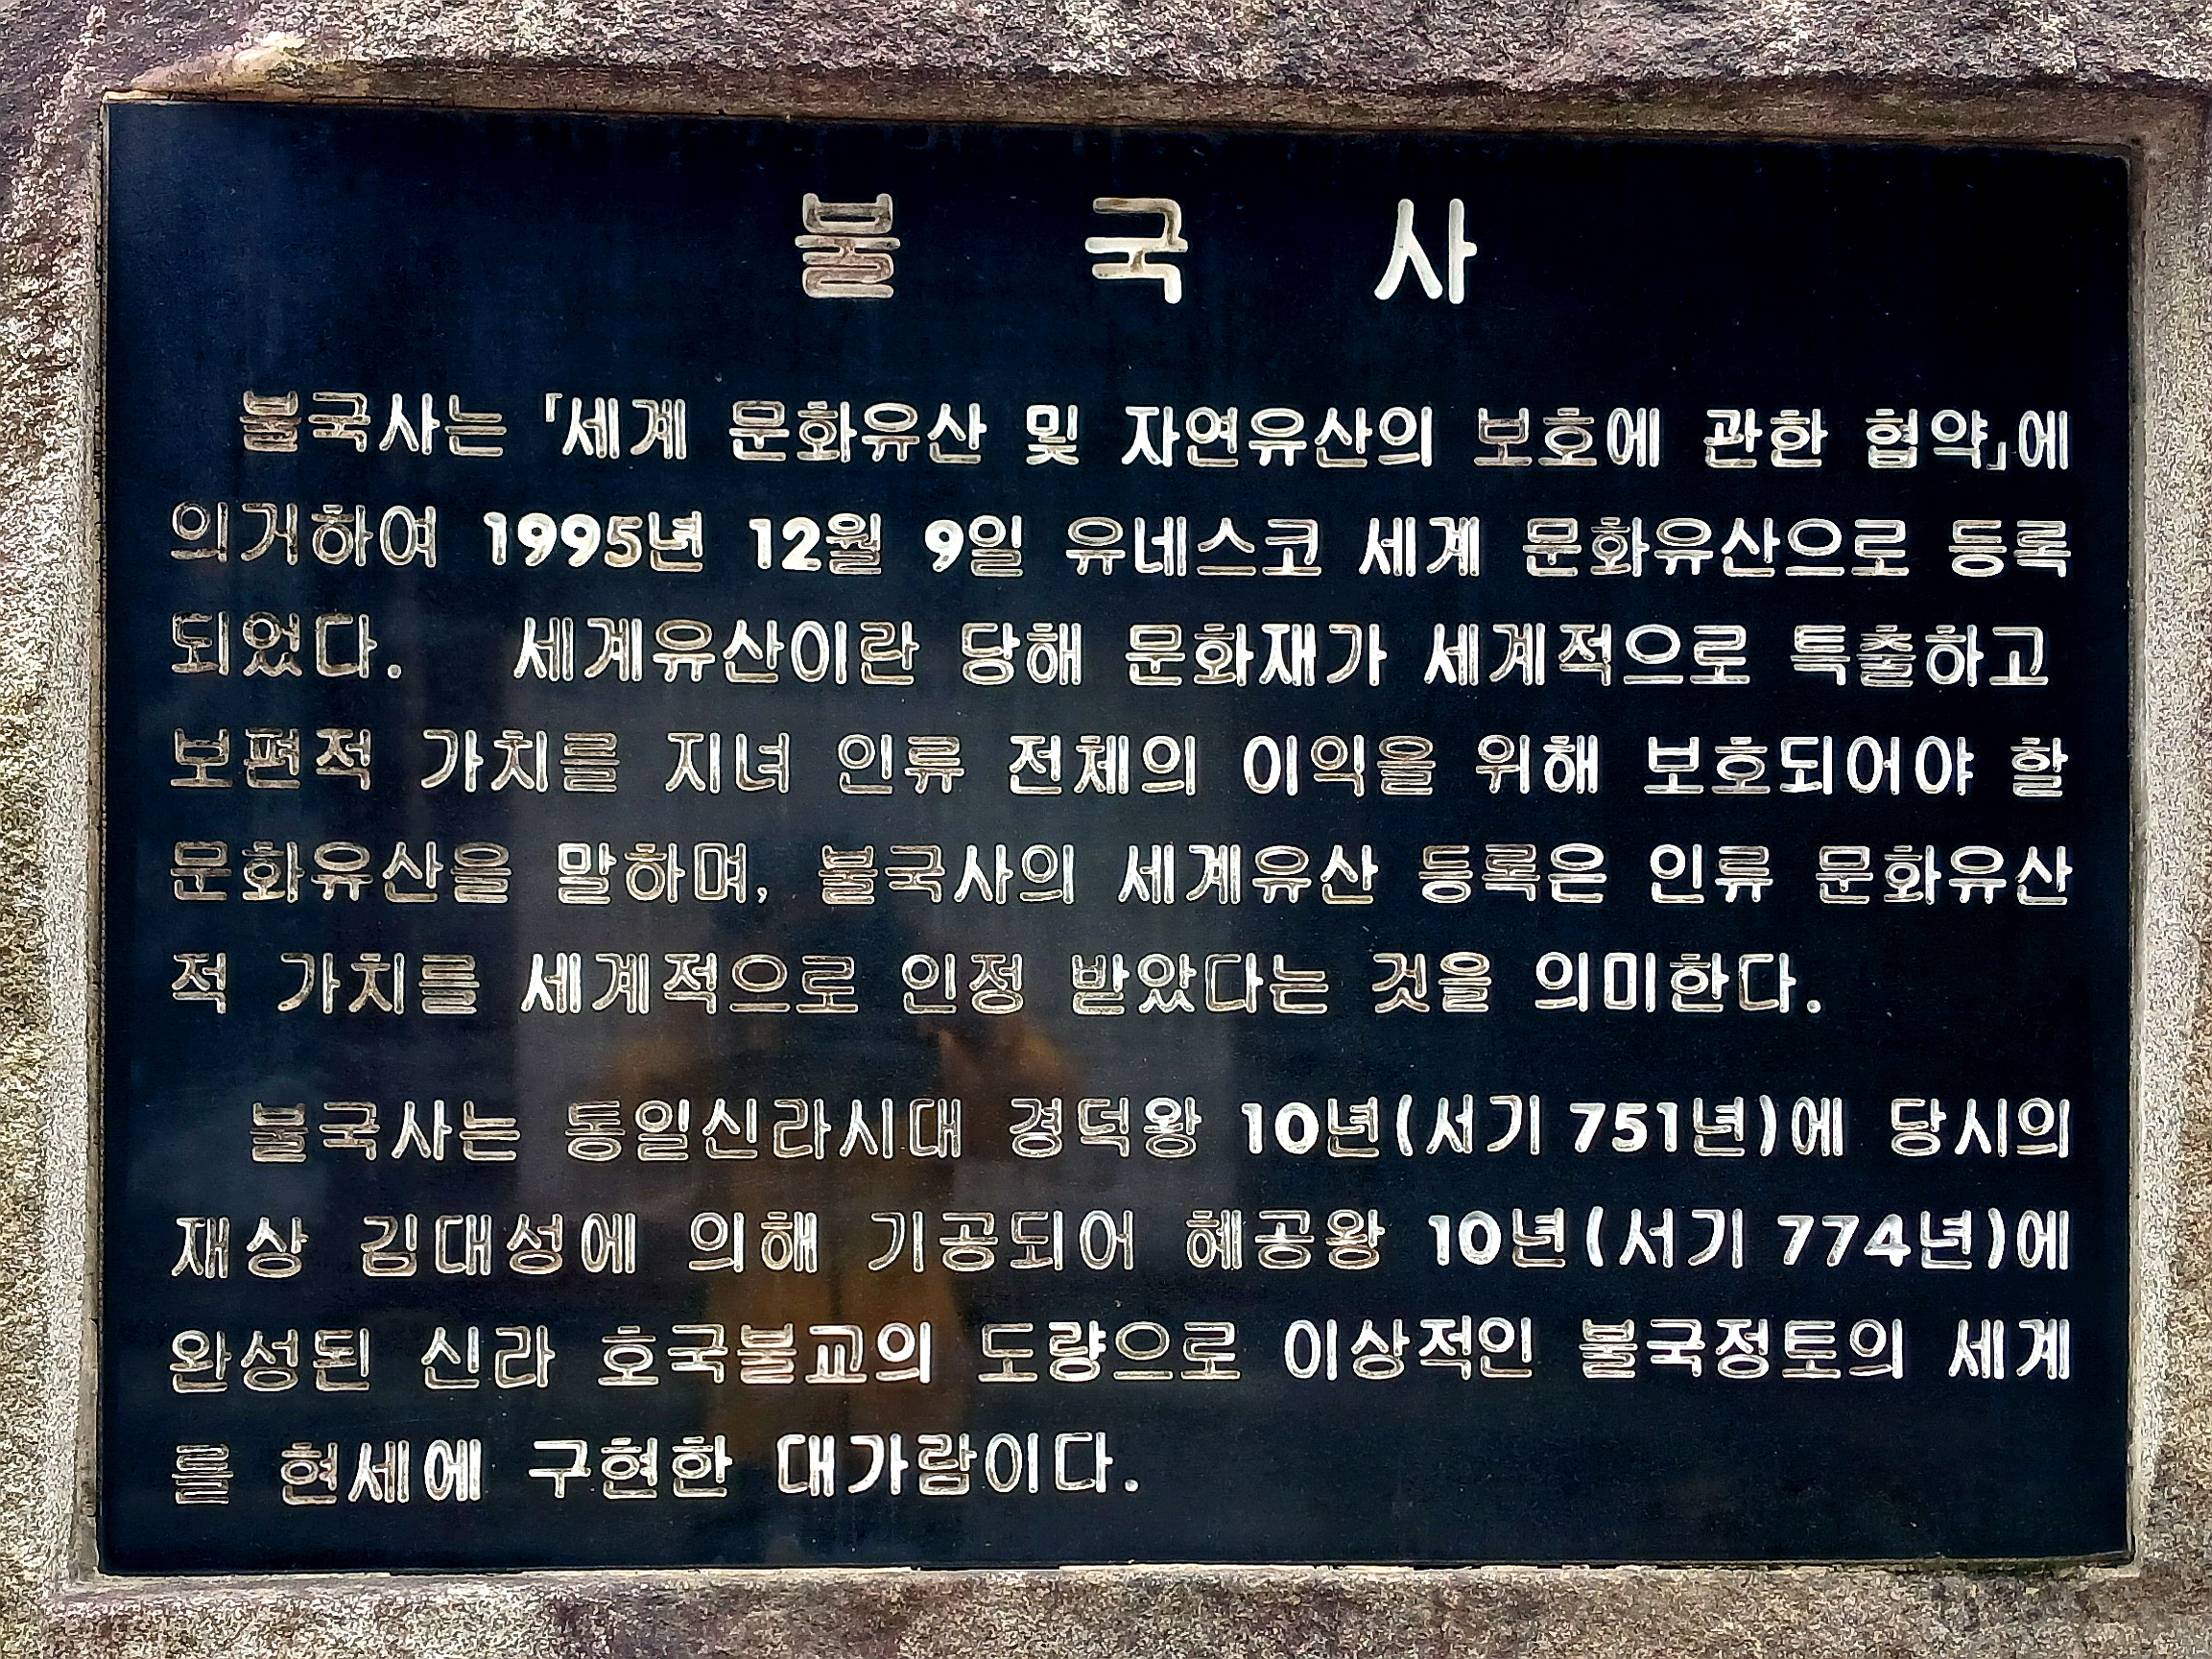 불국사
불국사는 「세계 문화유산 및 자연유산의 보호에 관한 협약」에
의거하여 1995년 12월 9일 유네스코 세계 문화유산으로 등록
되었다. 세계유산이란 당해 문화재가 세계적으로 특출하고
보편적 가치를 지녀 인류 전체의 이익을 위해 보호되어야 할
문화유산을 말하며, 불국사의 세계유산 등록은 인류 문화유산
적 가치를 세계적으로 인정 받았다는 것을 의미한다.
불국사는 통일신라시대 경덕왕 10년(서기 751년)에 당시의
재상 김대성에 의해 기공되어 혜공왕 10년(서기 774년)에
완성된 신라 호국불교의 도량으로 이상적인 불국정토의 세계
를 현세에 구현한 대가람이다.